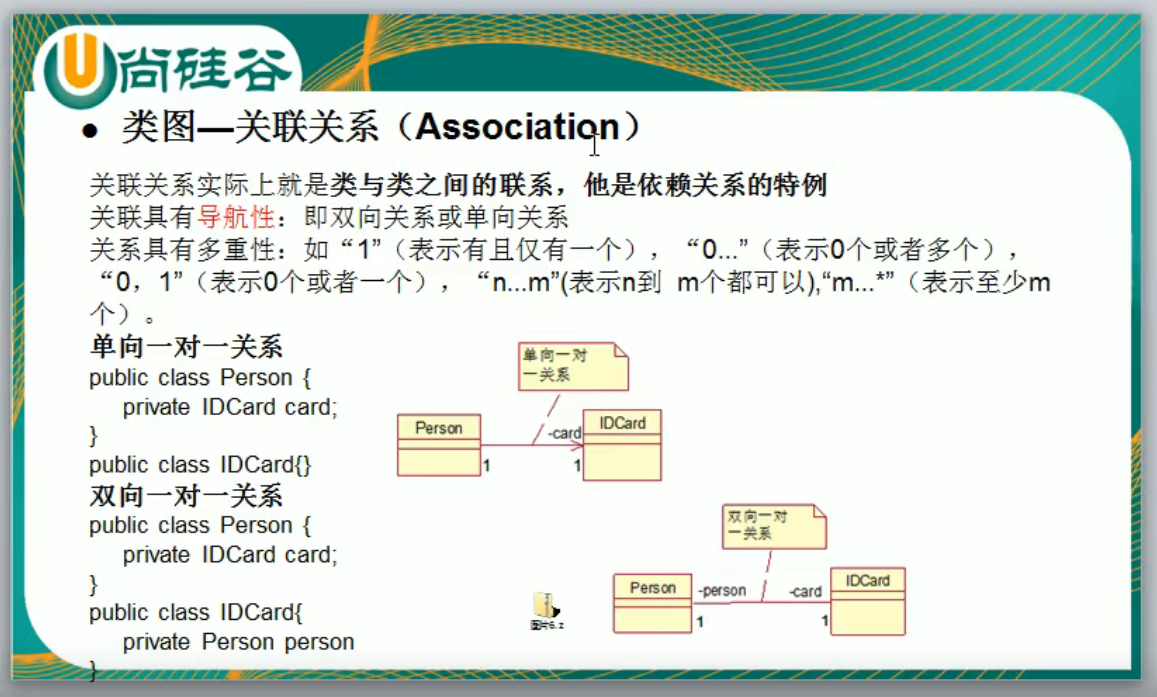 尚硅谷
● 类图—关联关系（Association）
关联关系实际上就是类与类之间的联系，他是依赖关系的特例
关联具有导航性：即双向关系或单向关系
关系具有多重性：如“1”（表示有且仅有一个），“0...”（表示0个或者多个），
“0，1”（表示0个或者一个），“n...m”(表示n到 m个都可以),“m...*”（表示至少m
个）。
单向一对一关系
public class Person {
private IDCard card;
}
public class IDCard{}
双向一对一关系
public class Person {
private IDCard card;
}
public class IDCard{
private Person person
}
单向一对
一关系
Person
-card
IDCard
1
1
双向一对
一关系
Person
-person
-card
IDCard
1
1
图片6.z